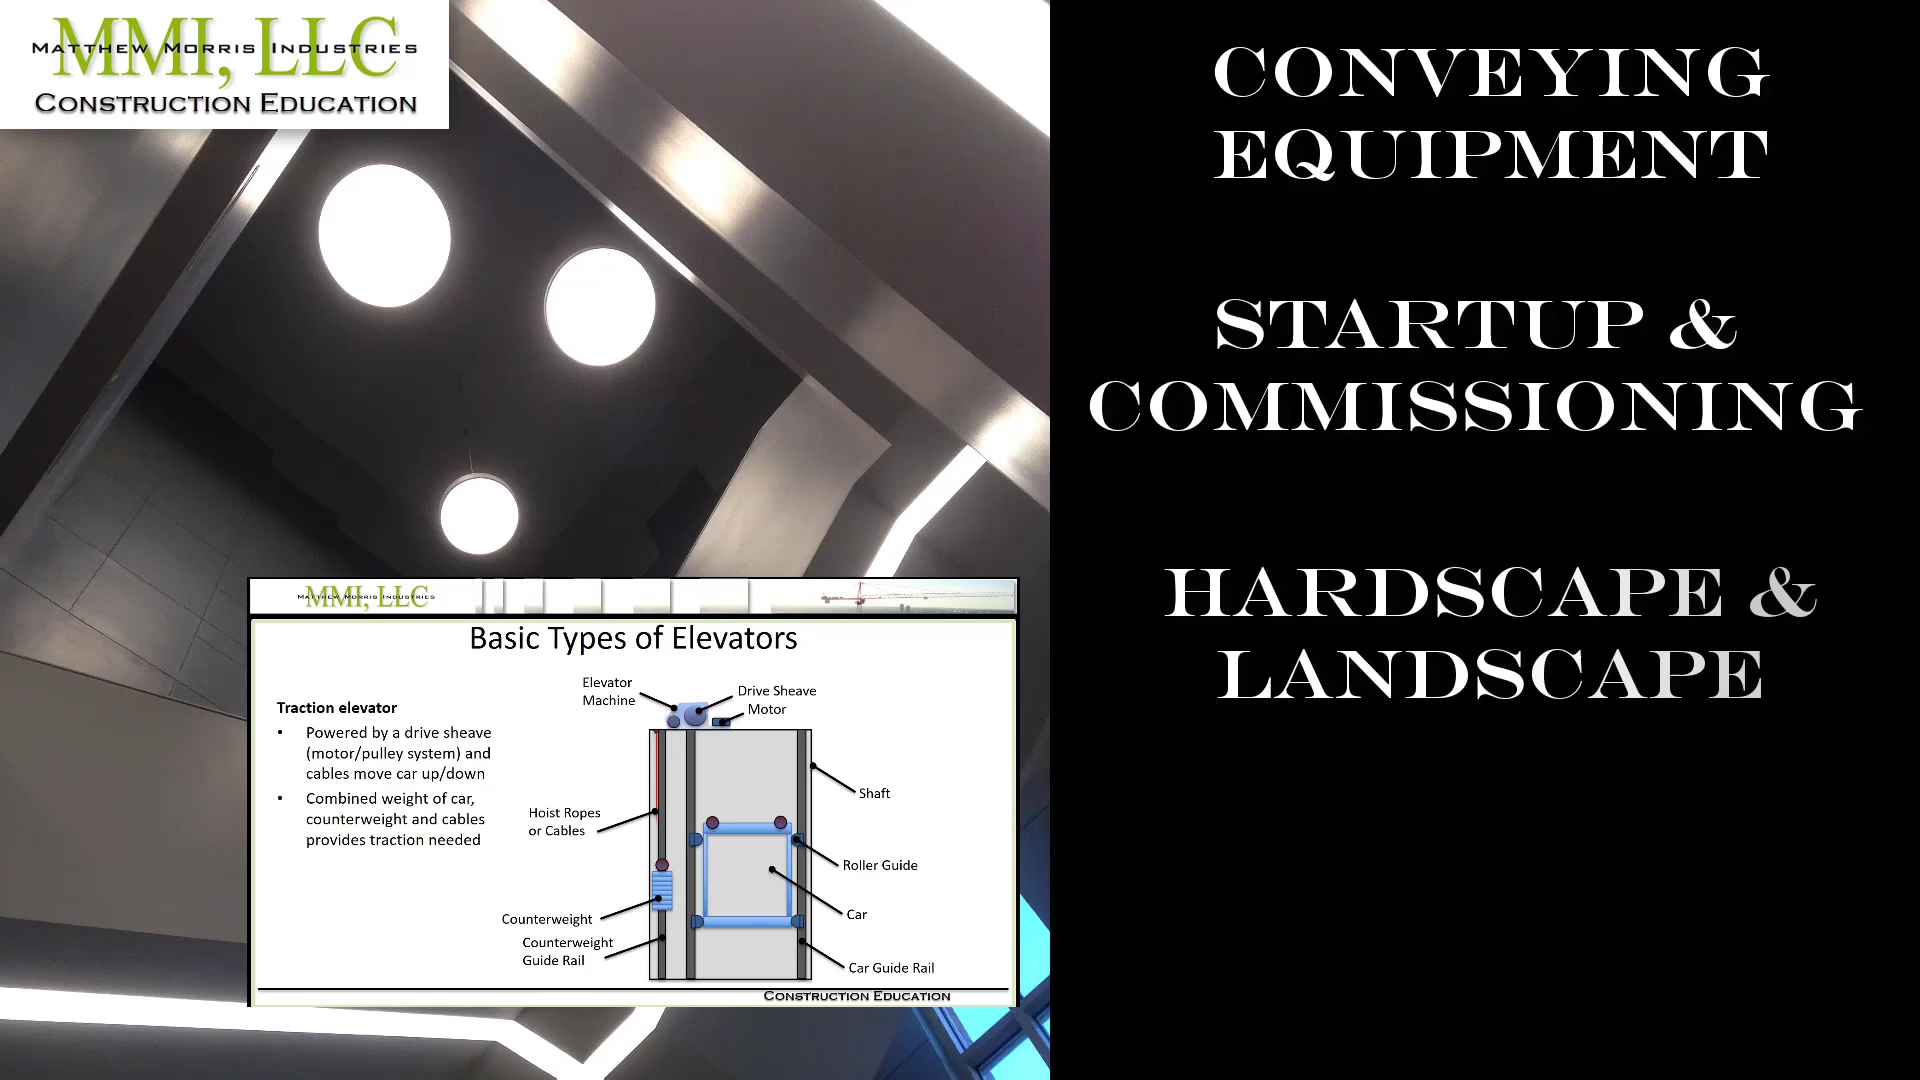 MMI, LLC
Matthew Morris Industries
Construction Education
CONVEYING
EQUIPMENT
STARTUP &
COMMISSIONING
HARDSCAPE &
LANDSCAPE
MMI, LLC
Matthew Morris Industries
Basic Types of Elevators
Traction elevator
• Powered by a drive sheave
(motor/pulley system) and
cables move car up/down
• Combined weight of car,
counterweight and cables
provides traction needed
Elevator
Machine
Drive Sheave
Motor
Shaft
Hoist Ropes
or Cables
Roller Guide
Car
Counterweight
Counterweight
Guide Rail
Car Guide Rail
Construction Education